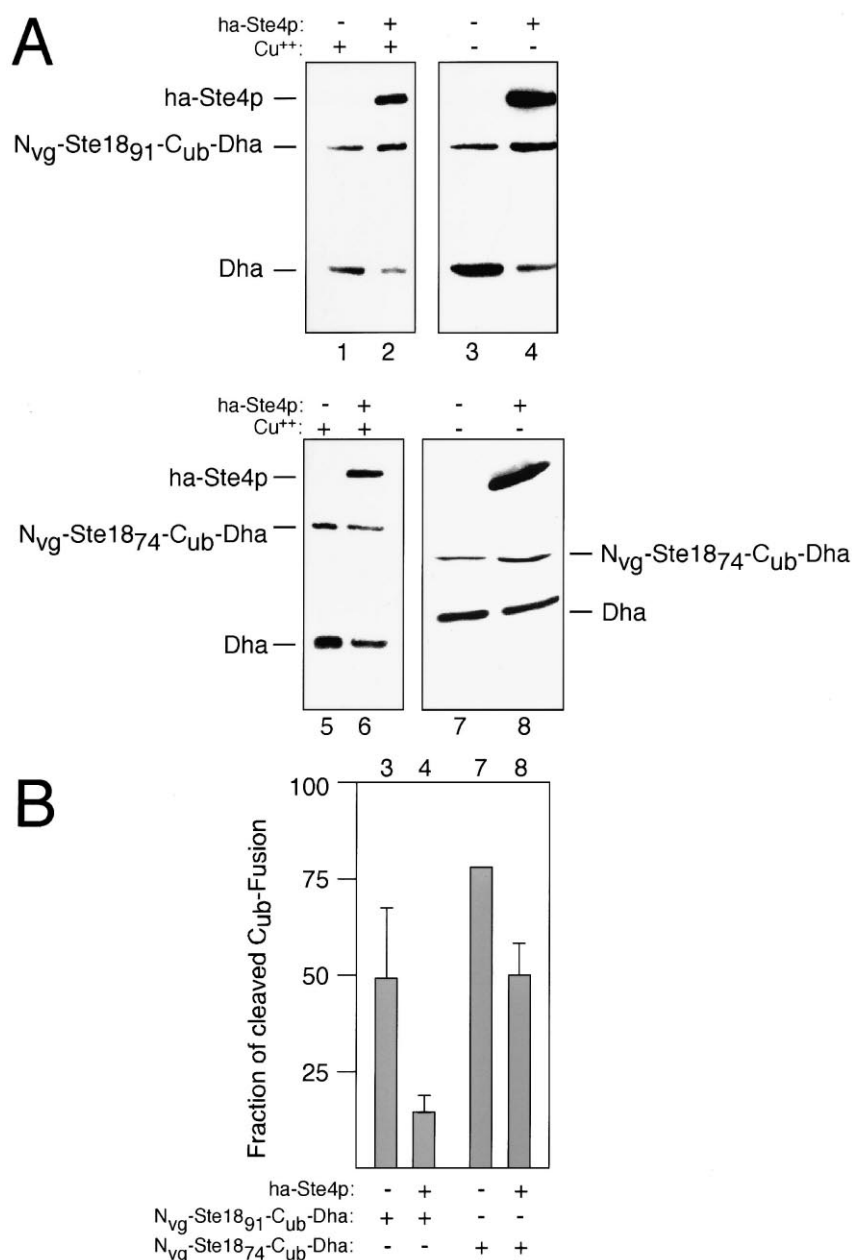 A
ha-Ste4p: - + - +
Cu++: + + - -
ha-Ste4p
Nvg-Ste1891-Cub-Dha
Dha
1 2 3 4
ha-Ste4p: - + - +
Cu++: + + - -
ha-Ste4p
Nvg-Ste1874-Cub-Dha
Nvg-Ste1874-Cub-Dha
Dha
Dha
5 6 7 8
B
3 4 7 8
100
75
50
25
Fraction of cleaved Cub-Fusion
ha-Ste4p: - + - +
Nvg-Ste1891-Cub-Dha: + + - -
Nvg-Ste1874-Cub-Dha: - - + +